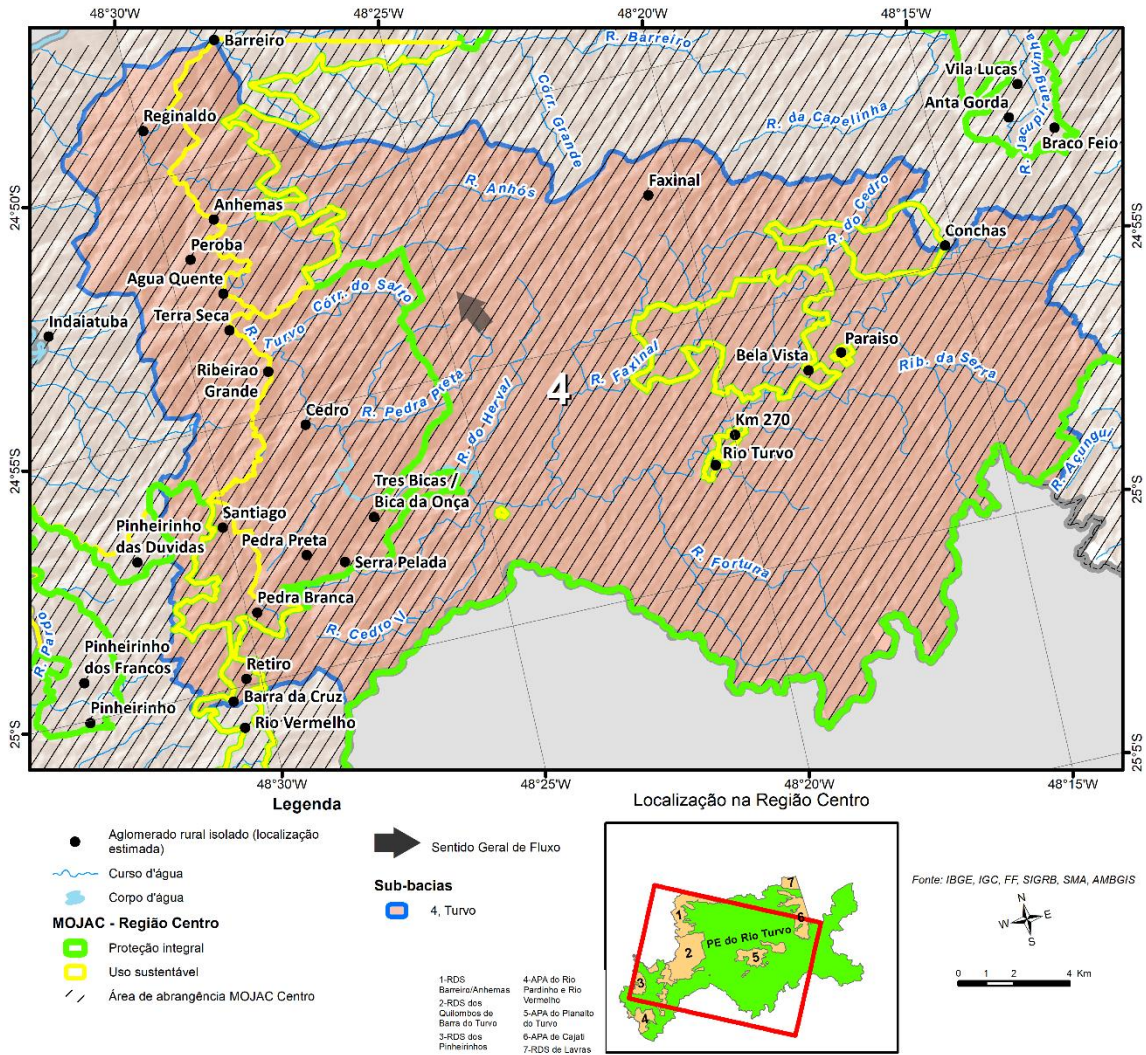 48°30'W
48°25'W
48°20'W
48°15'W
Barreiro
R. Barreiro
Vila Lucas
Reginaldo
Córr. Grande
R. da Capelinha
Anta Gorda
R. Jacupiranguinha
Braco Feio
24°50'S
Anhemas
R. Anhós
Faxinal
R. do Cedro
Conchas
24°55'S
Peroba
Agua Quente
Córr. do Salto
Indaiatuba
Terra Seca
R. Turvo
Paraiso
Bela Vista
Ribeirao
Grande
R. Pedra Preta
4
R. Faxinal
Rib. da Serra
R. do Herval
Cedro
Km 270
Rio Turvo
R. Açunguí
24°55'S
25°S
Tres Bicas /
Bica da Onça
Santiago
Pinheirinho
das Duvidas
Pedra Preta
Serra Pelada
R. Fortuna
Pedra Branca
R. Cedro \/
R. Pardo
Pinheirinho
dos Francos
Retiro
Barra da Cruz
Pinheirinho
Rio Vermelho
25°S
25°5'S
48°30'W
48°25'W
48°20'W
48°15'W
Legenda
Aglomerado rural isolado (localização
estimada)
Curso d'água
Corpo d'água
MOJAC - Região Centro
Proteção integral
Uso sustentável
Área de abrangência MOJAC Centro
Sentido Geral de Fluxo
Sub-bacias
4, Turvo
1-RDS
Barreiro/Anhemas
2-RDS dos
Quilombos de
Barra do Turvo
3-RDS dos
Pinheirinhos
4-APA do Rio
Pardinho e Rio
Vermelho
5-APA do Planalto
do Turvo
6-APA de Cajati
7-RDS de Lavras
Localização na Região Centro
7
1
6
PE do Rio Turvo
2
5
3
4
Fonte: IBGE, IGC, FF, SIGRB, SMA, AMBGIS
N
W
E
S
0 1 2 4 Km